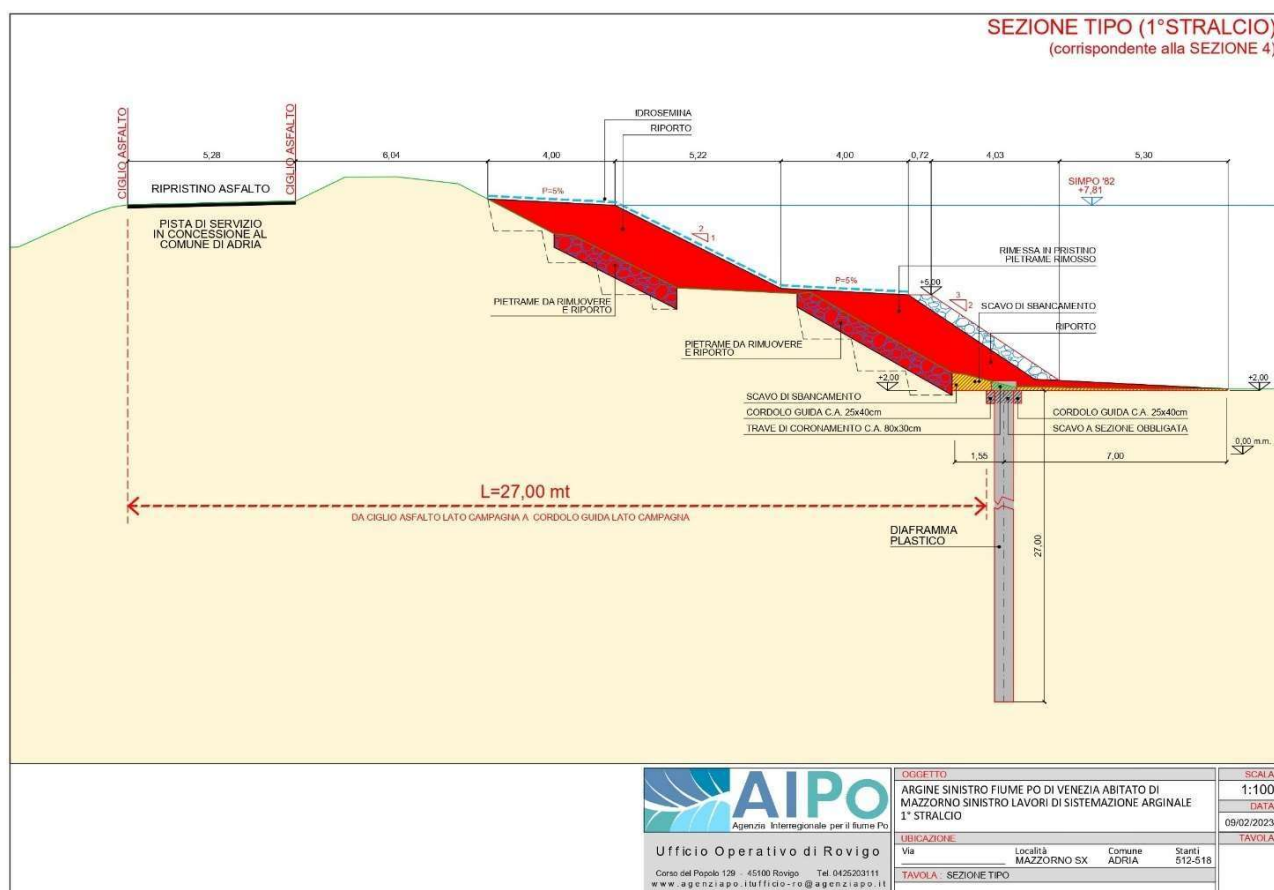 SEZIONE TIPO (1°STRALCIO)
(corrispondente alla SEZIONE 4)
CIGLIO ASFALTO
CIGLIO ASFALTO
IDROSEMINA
RIPORTO
5,28
6,04
4,00
5,22
4,00
0,72
4,03
5,30
RIPRISTINO ASFALTO
P=5%
SIMPO '82
+7,81
PISTA DI SERVIZIO
IN CONCESSIONE AL
COMUNE DI ADRIA
2
1
RIMESSA IN PRISTINO
PIETRAME RIMOSSO
P=5%
+5,00
3
2
SCAVO DI SBANCAMENTO
PIETRAME DA RIMUOVERE
E RIPORTO
RIPORTO
PIETRAME DA RIMUOVERE
E RIPORTO
+2,00
+2,00
SCAVO DI SBANCAMENTO
CORDOLO GUIDA C.A. 25x40cm
CORDOLO GUIDA C.A. 25x40cm
TRAVE DI CORONAMENTO C.A. 80x30cm
SCAVO A SEZIONE OBBLIGATA
0,00 m.m.
1,55
7,00
L=27,00 mt
DA CIGLIO ASFALTO LATO CAMPAGNA A CORDOLO GUIDA LATO CAMPAGNA
DIAFRAMMA
PLASTICO
27,00
AIPo
Agenzia Interregionale per il fiume Po
Ufficio Operativo di Rovigo
Corso del Popolo 129 - 45100 Rovigo Tel. 0425203111
www.agenziapo.itufficio-ro@agenziapo.it
OGGETTO
ARGINE SINISTRO FIUME PO DI VENEZIA ABITATO DI
MAZZORNO SINISTRO LAVORI DI SISTEMAZIONE ARGINALE
1° STRALCIO
SCALA
1:100
DATA
09/02/2023
TAVOLA
UBICAZIONE
Via Località Comune Stanti
MAZZORNO SX ADRIA 512-518
TAVOLA : SEZIONE TIPO